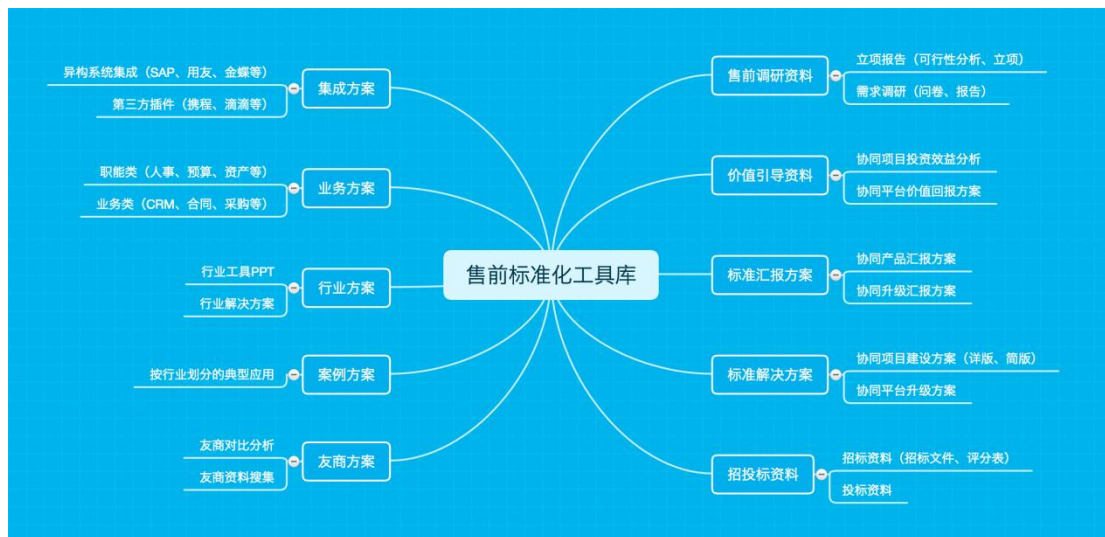 售前标准化工具库
售前调研资料
立项报告（可行性分析、立项）
需求调研（问卷、报告）
价值引导资料
协同项目投资效益分析
协同平台价值回报方案
标准汇报方案
协同产品汇报方案
协同升级汇报方案
标准解决方案
协同项目建设方案（详版、简版）
协同平台升级方案
招投标资料
招标资料（招标文件、评分表）
投标资料
集成方案
异构系统集成（SAP、用友、金蝶等）
第三方插件（携程、滴滴等）
业务方案
职能类（人事、预算、资产等）
业务类（CRM、合同、采购等）
行业方案
行业工具PPT
行业解决方案
案例方案
按行业划分的典型应用
友商方案
友商对比分析
友商资料搜集